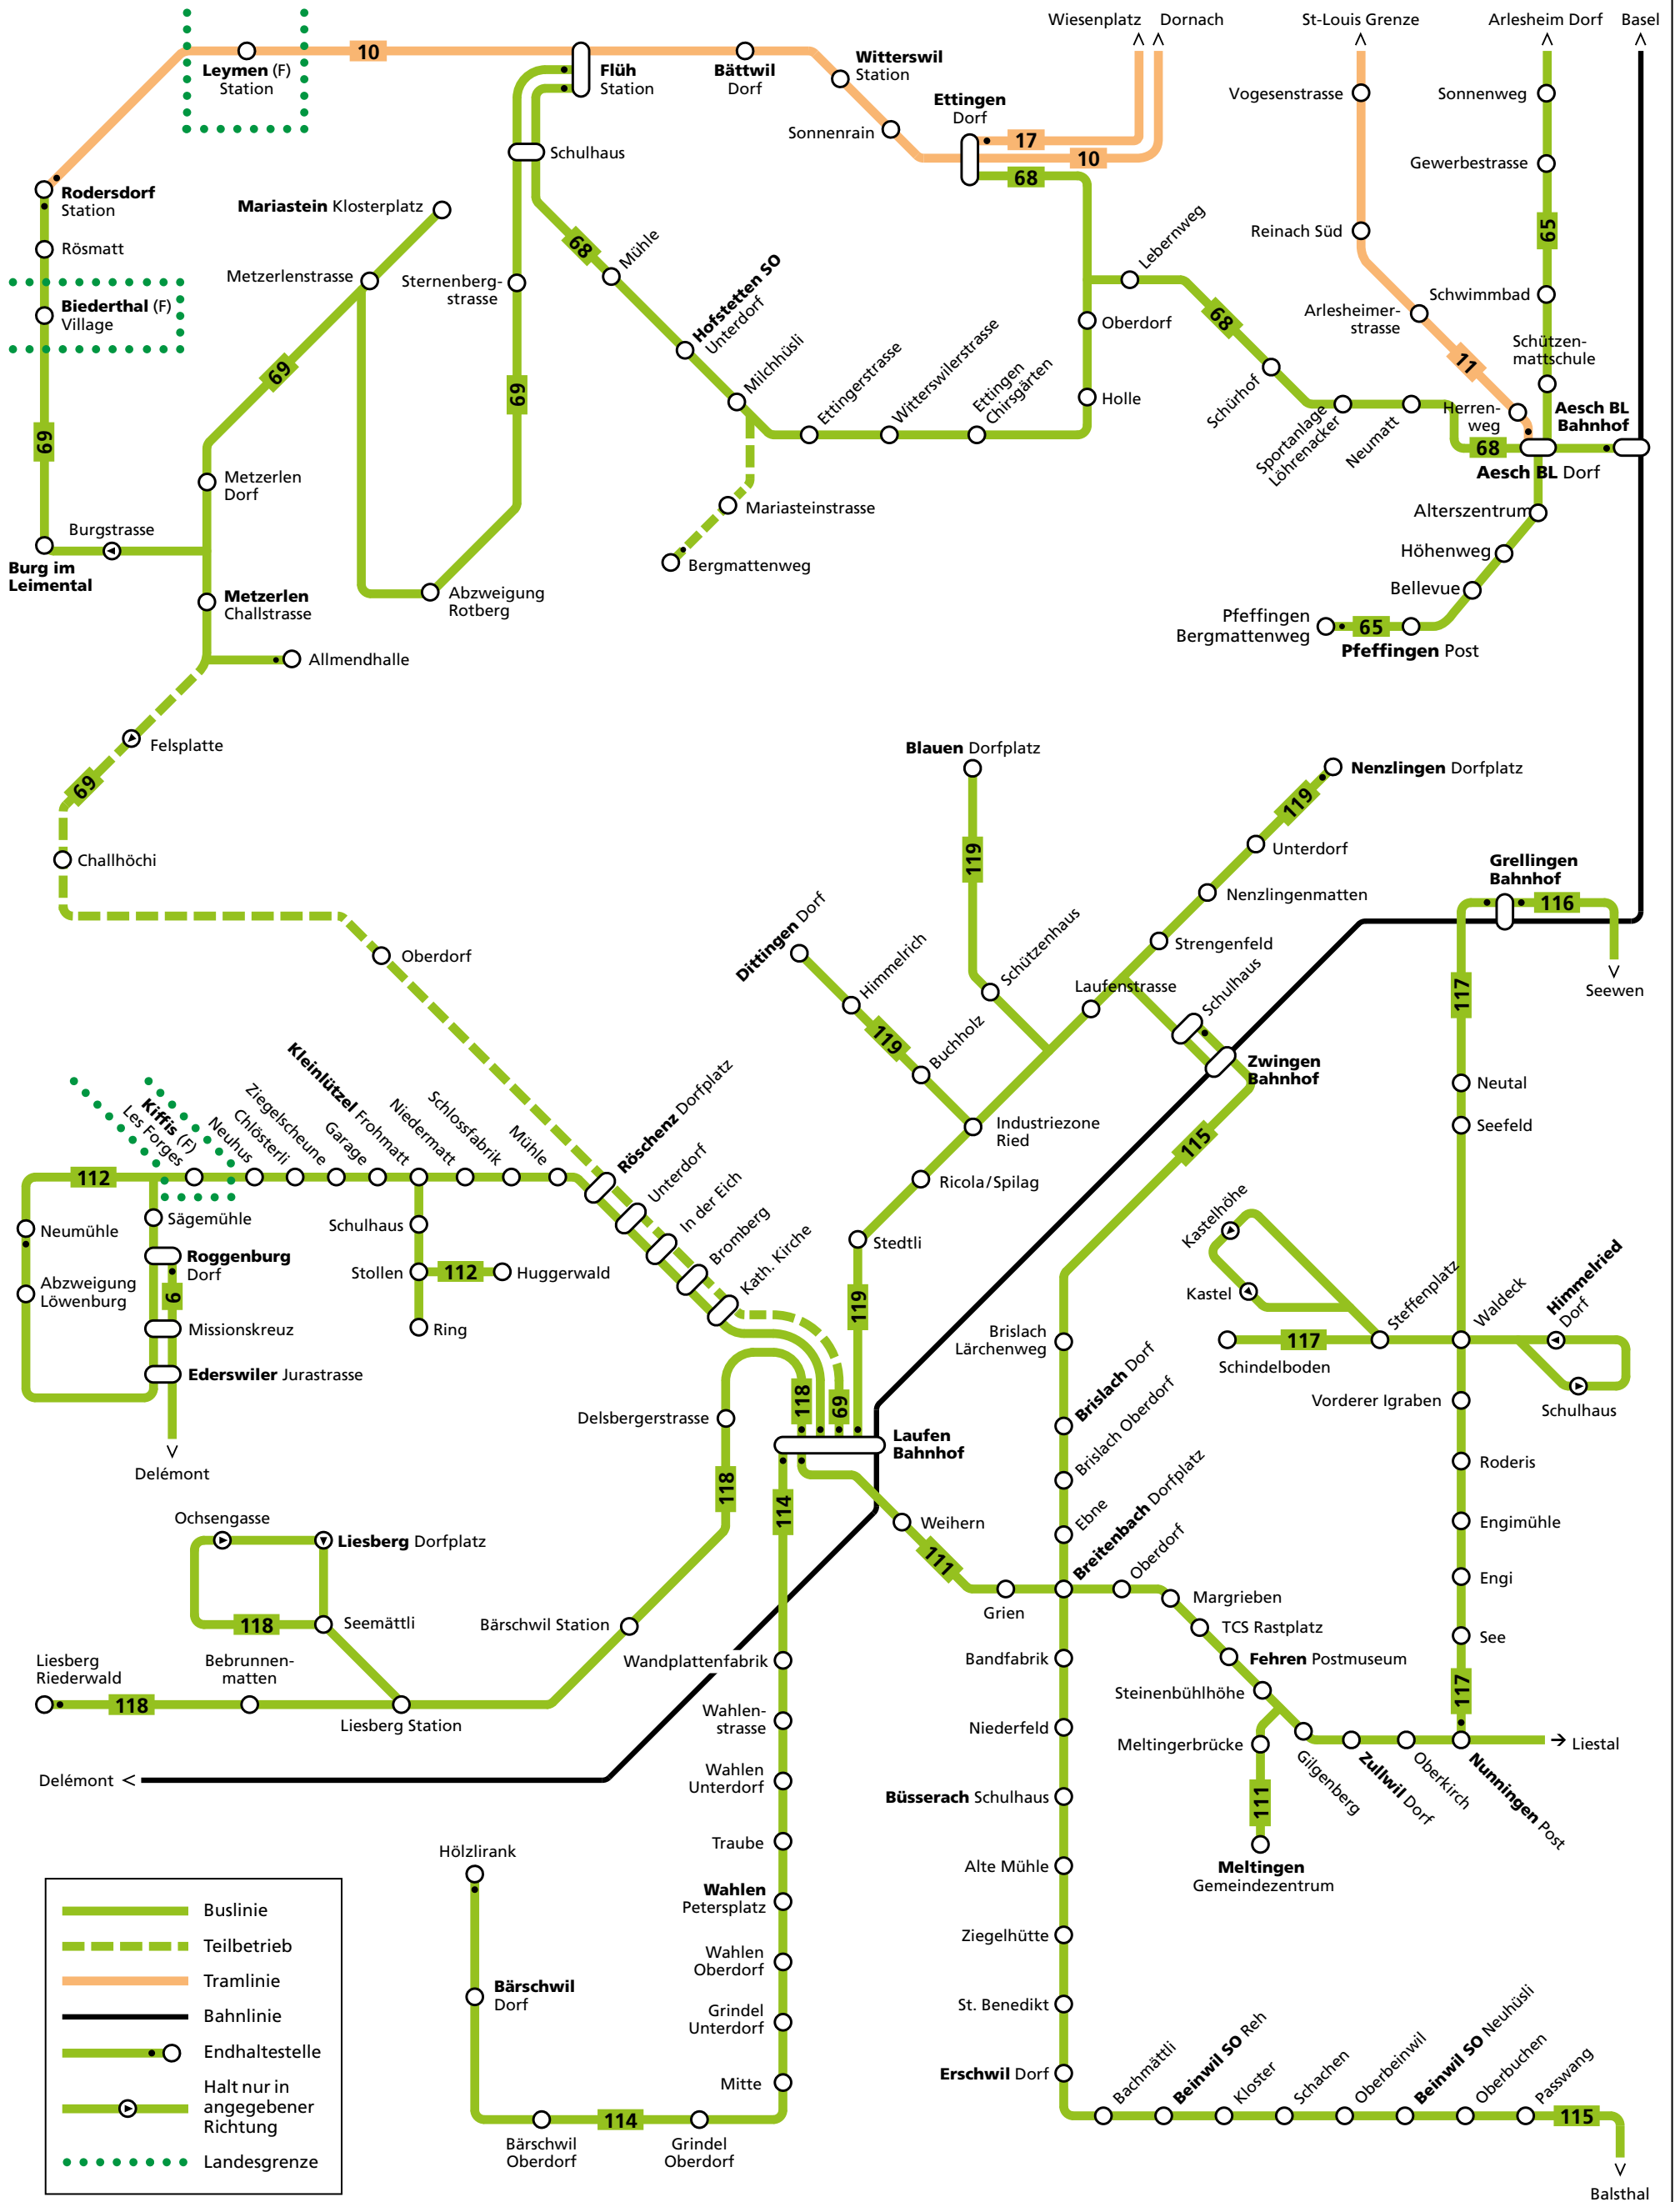 Wiesenplatz
Dornach
St-Louis Grenze
Arlesheim Dorf
Basel
10
Leymen (F)
Station
Flüh
Station
Bättwil
Dorf
Witterswil
Station
Sonnenrain
Ettingen
Dorf
17
10
68
Vogesenstrasse
Sonnenweg
Gewerbestrasse
Schulhaus
Rodersdorf
Station
Mariastein Klosterplatz
Rösmatt
68
Mühle
Lebernweg
Reinach Süd
65
Metzerlenstrasse
Sternenberg-
strasse
Hofstetten SO
Unterdorf
Biederthal (F)
Village
Oberdorf
68
Arlesheimer-
strasse
Schwimmbad
Schützen-
mattschule
11
69
69
69
Milchhüsli
Ettingerstrasse
Witterswilerstrasse
Ettingen
Chirsgärten
Holle
Schürhof
Sportanlage
Löhrenacker
Neumatt
Herren-
weg
68
Aesch BL
Bahnhof
Aesch BL Dorf
Metzerlen
Dorf
Mariasteinstrasse
Alterszentrum
Burgstrasse
Burg im
Leimental
Bergmattenweg
Höhenweg
Metzerlen
Challstrasse
Abzweigung
Rotberg
Bellevue
Pfeffingen
Bergmattenweg
65
Pfeffingen Post
Allmendhalle
Felsplatte
69
Challhöchi
Blauen Dorfplatz
Nenzlingen Dorfplatz
119
119
Unterdorf
Nenzlingenmatten
Grellingen
Bahnhof
116
Seewen
Dittingen Dorf
Himmelrich
119
Schützenhaus
Strengenfeld
Laufenstrasse
Schulhaus
Oberdorf
Buchholz
Zwingen
Bahnhof
117
Neutal
Seefeld
Industriezone
Ried
115
Kiffis (F)
Les Forges
Neuhus
Chlösterli
Ziegelscheune
Garage
Kleinlützel Frohmatt
Niedermatt
Schlossfabrik
Mühle
Röschenz Dorfplatz
Unterdorf
In der Eich
Bromberg
Kath. Kirche
112
Ricola/Spilag
Sägemühle
Neumühle
Schulhaus
Stedtli
Kastelhöhe
Roggenburg
Dorf
Stollen
112
Huggerwald
Abzweigung
Löwenburg
6
119
Kastel
Steffenplatz
Waldeck
Himmelried
Dorf
Missionskreuz
Ring
Brislach
Lärchenweg
Schindelboden
117
Ederswiler Jurastrasse
Delémont
118
69
Delsbergerstrasse
Laufen
Bahnhof
Brislach Dorf
Vorderer Igraben
Schulhaus
Brislach Oberdorf
Roderis
118
114
Ochsengasse
Liesberg Dorfplatz
Weihern
Ebne
Breitenbach Dorfplatz
Engimühle
111
Oberdorf
Engi
Grien
Margrieben
118
Seemättli
Bärschwil Station
TCS Rastplatz
See
Liesberg
Riederwald
Bebrunnen-
matten
Wandplattenfabrik
Bandfabrik
Fehren Postmuseum
118
Liesberg Station
Steinenbühlhöhe
117
Wahlen-
strasse
Niederfeld
Meltingerbrücke
Gilgenberg
Zullwil Dorf
Oberkirch
Nunningen Post
Liestal
Delémont
Wahlen
Unterdorf
Büsserach Schulhaus
111
Traube
Alte Mühle
Meltingen
Gemeindezentrum
Hölzlirank
Wahlen
Petersplatz
Buslinie
Teilbetrieb
Tramlinie
Bahnlinie
Endhaltestelle
Halt nur in
angegebener
Richtung
Landesgrenze
Ziegelhütte
Wahlen
Oberdorf
Bärschwil
Dorf
St. Benedikt
Grindel
Unterdorf
Erschwil Dorf
Mitte
Bachmättli
Beinwil SO Reh
Kloster
Schachen
Oberbeinwil
Beinwil SO Neuhüsli
Oberbuchen
Passwang
115
Bärschwil
Oberdorf
114
Grindel
Oberdorf
Balsthal